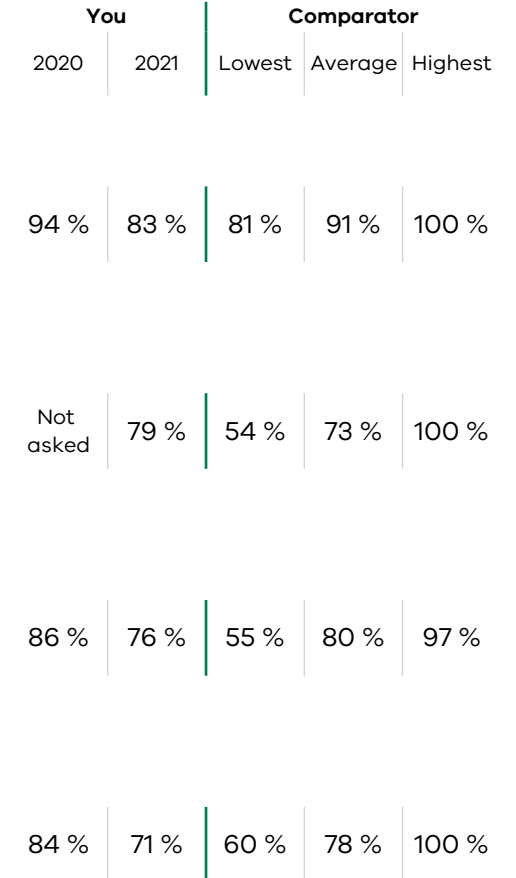 You Comparator
2020 2021 Lowest Average Highest
94 % 83 % 81 % 91 % 100 %
Not
asked 79 % 54 % 73 % 100 %
86 % 76 % 55 % 80 % 97 %
84 % 71 % 60 % 78 % 100 %